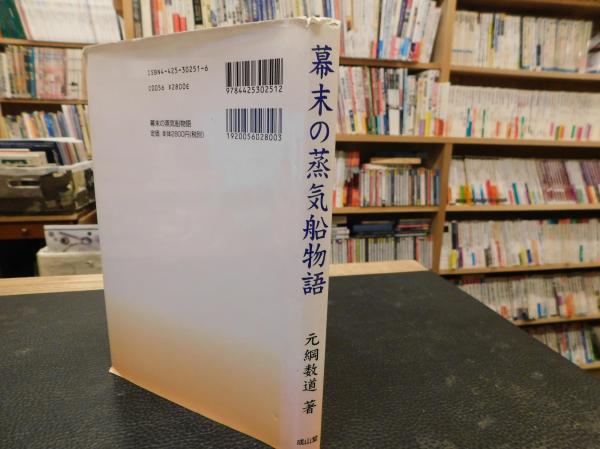 ISBN4-425-30251-6
C0056 ¥2800E
幕末の蒸気船物語
定価 本体2800円(税別)
9784425302512
1920056028003
幕末の蒸気船物語
元綱数道 著
成山堂